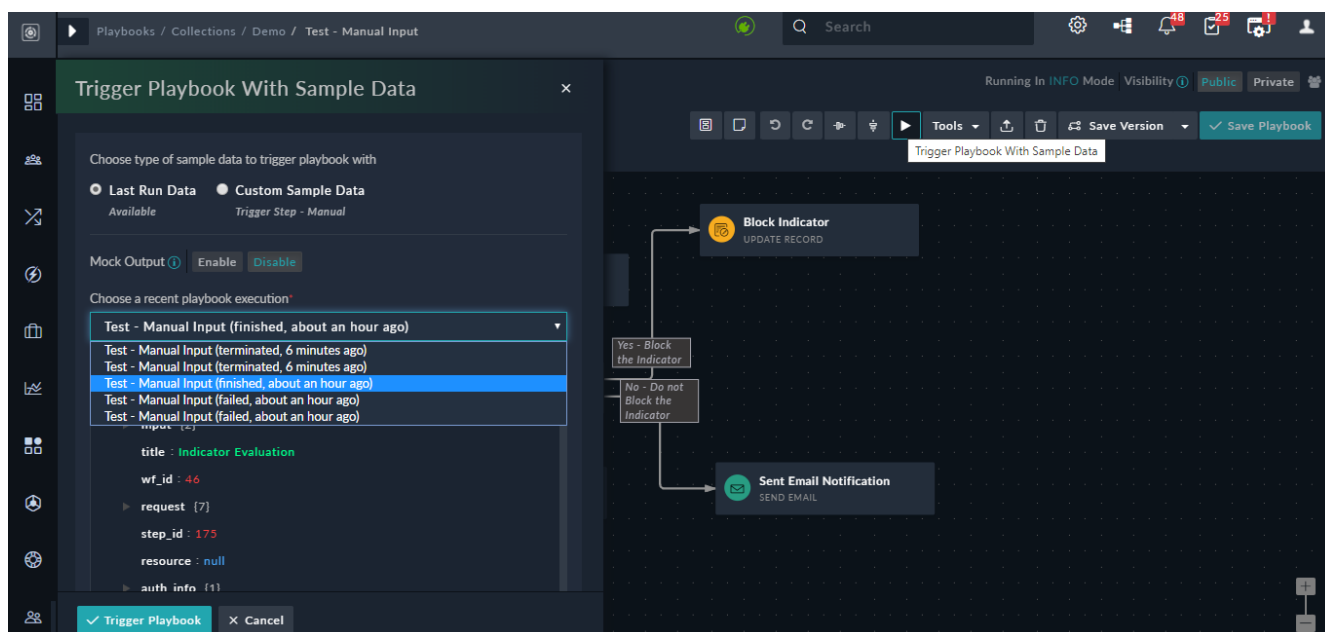 Playbooks / Collections / Demo / Test - Manual Input
Search
48
25
!
Trigger Playbook With Sample Data
×
Running In INFO Mode
Visibility
Public
Private
Tools
Save Version
Save Playbook
Trigger Playbook With Sample Data
Choose type of sample data to trigger playbook with
Last Run Data
Custom Sample Data
Available
Trigger Step - Manual
Mock Output
Enable
Disable
Choose a recent playbook execution*
Test - Manual Input (finished, about an hour ago)
Test - Manual Input (terminated, 6 minutes ago)
Test - Manual Input (terminated, 6 minutes ago)
Test - Manual Input (finished, about an hour ago)
Test - Manual Input (failed, about an hour ago)
Test - Manual Input (failed, about an hour ago)
input {2}
title : Indicator Evaluation
wf_id : 46
request {7}
step_id : 175
resource : null
auth_info {1}
Trigger Playbook
Cancel
Block Indicator
UPDATE RECORD
Yes - Block
the Indicator
No - Do not
Block the
Indicator
Sent Email Notification
SEND EMAIL